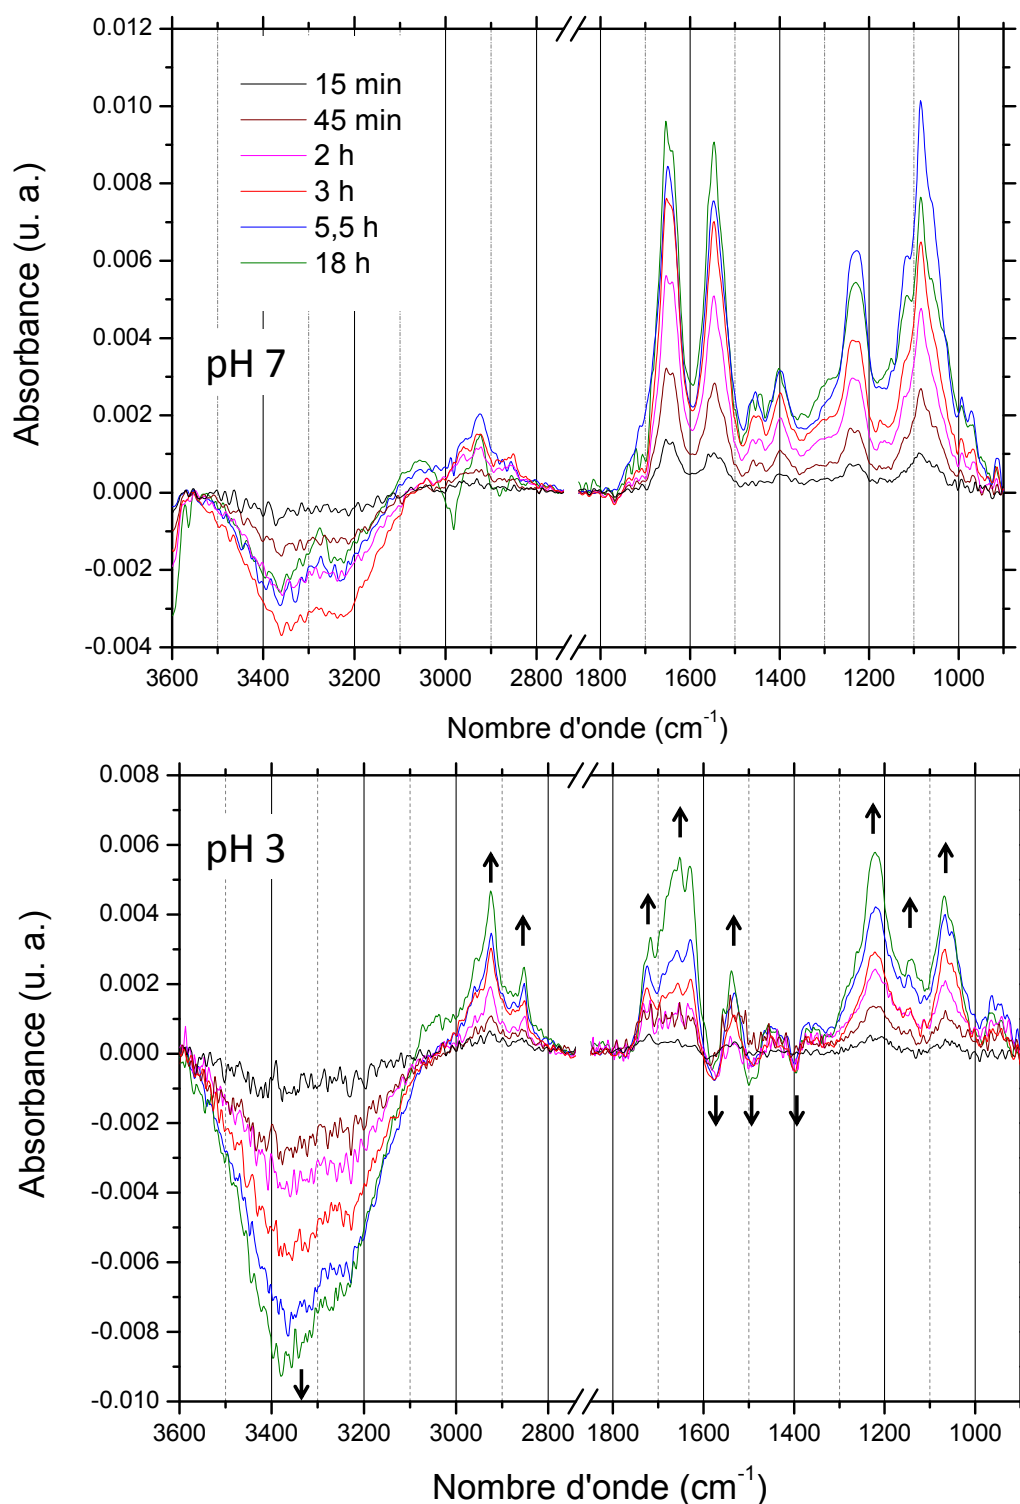 0.012
0.010
0.008
0.006
0.004
0.002
0.000
-0.002
-0.004
Absorbance (u. a.)
15 min
45 min
2 h
3 h
5,5 h
18 h
pH 7
3600 3400 3200 3000 2800 1800 1600 1400 1200 1000
Nombre d'onde (cm⁻¹)
0.008
0.006
0.004
0.002
0.000
-0.002
-0.004
-0.006
-0.008
-0.010
Absorbance (u. a.)
pH 3
3600 3400 3200 3000 2800 1800 1600 1400 1200 1000
Nombre d'onde (cm⁻¹)